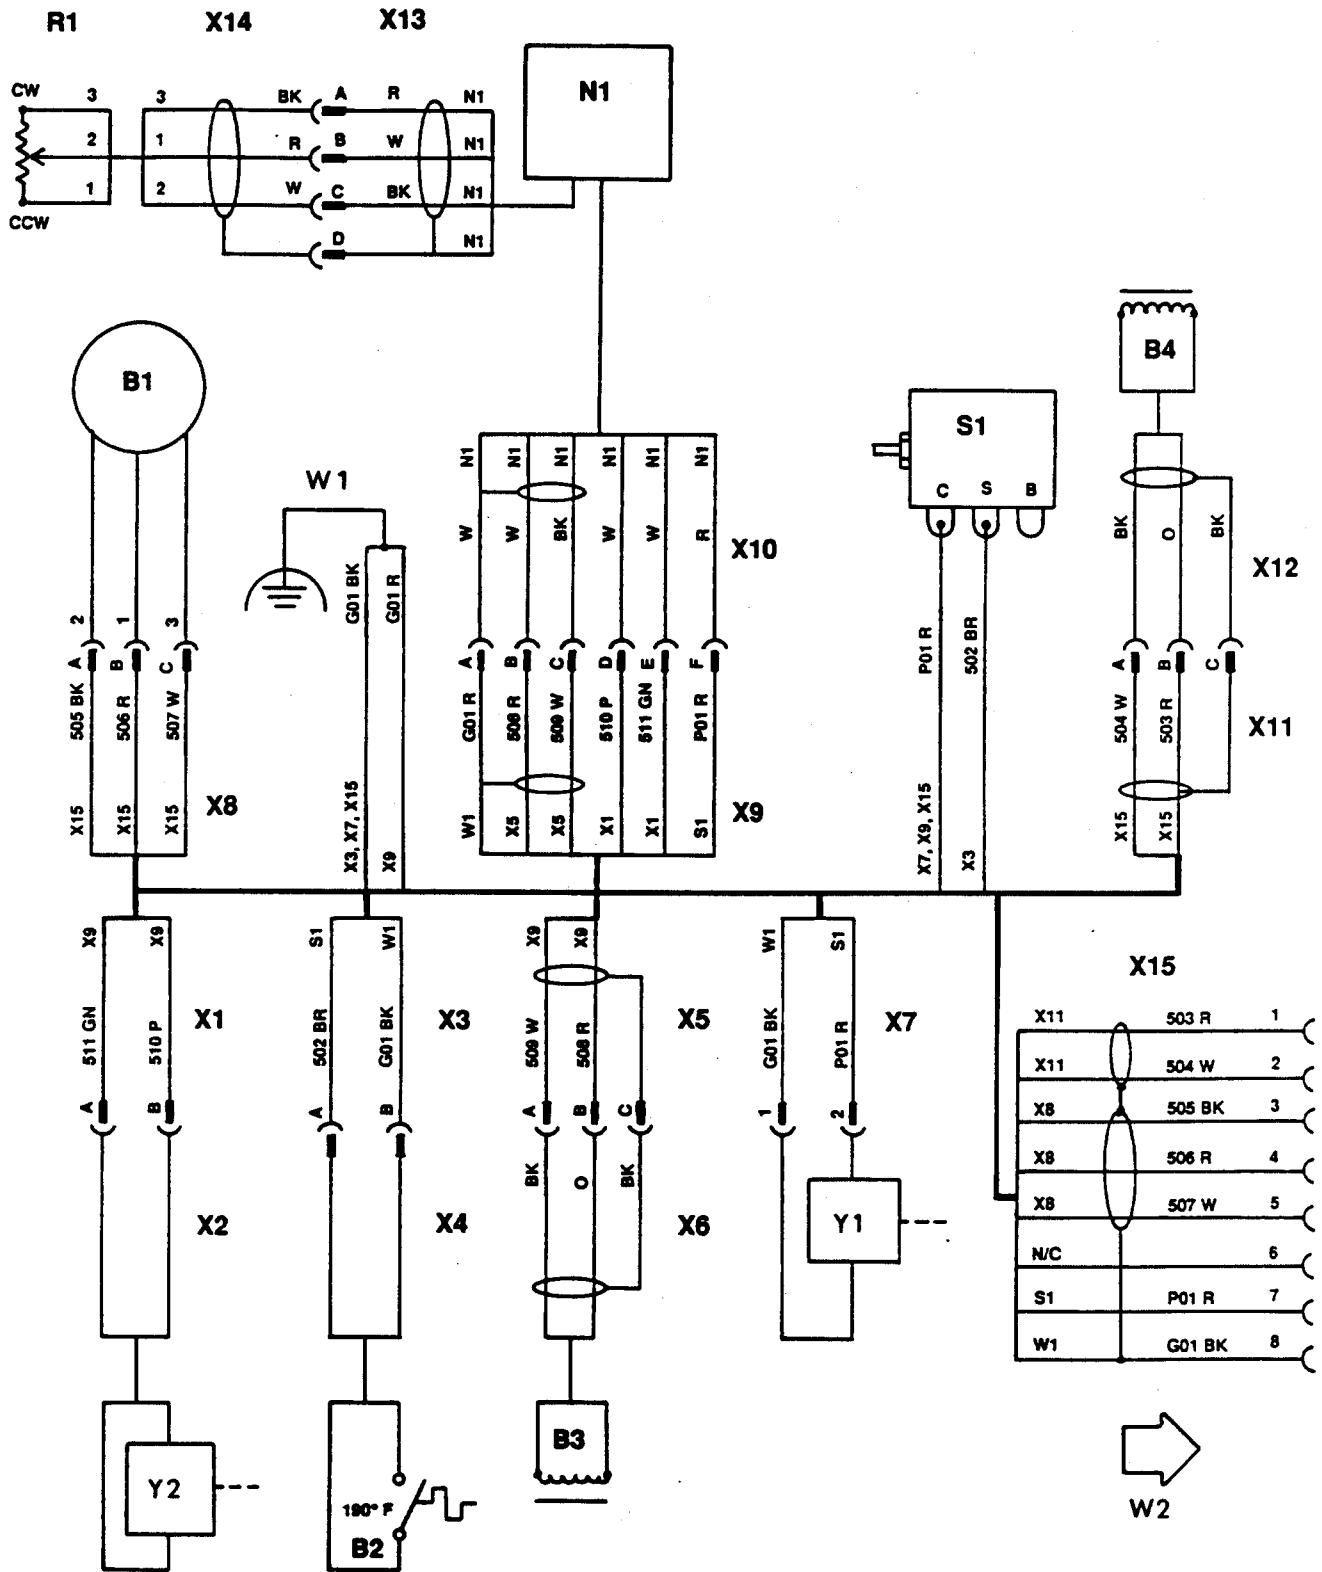 R1 X14 X13
N1
CW 3 3 BK A R N1
2 1 R B W N1
1 2 W C BK N1
CCW D N1
B4
B1
S1
C S B
W1
N1 N1 N1 N1 N1 N1
W W BK W W R
X10
BK O BK
X12
G01 BK G01 R
2 1 3
A B C
505 BK 506 R 507 W
X15 X15 X15
X8
X3, X7, X15 X9
A B C D E F
G01 R 508 R 509 W 510 P 511 GN P01 R
W1 X5 X5 X1 X1 S1
X9
P01 R 502 BR
X7, X9, X15 X3
A B C
504 W 503 R
X15 X15
X11
X9 X9
511 GN 510 P
A B
X1
X2
Y2
S1 W1
502 BR G01 BK
A B
X3
X4
190° F
B2
X9 X9
509 W 508 R
A B C
X5
BK O BK
X6
B3
W1 S1
G01 BK P01 R
1 2
X7
Y1
X15
X11 503 R 1
X11 504 W 2
X8 505 BK 3
X8 506 R 4
X8 507 W 5
N/C 6
S1 P01 R 7
W1 G01 BK 8
W2